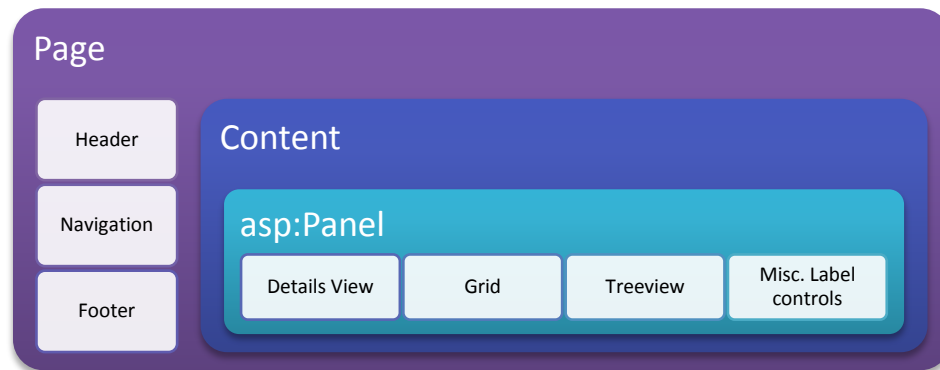 Page
Header
Navigation
Footer
Content
asp:Panel
Details View
Grid
Treeview
Misc. Label
controls